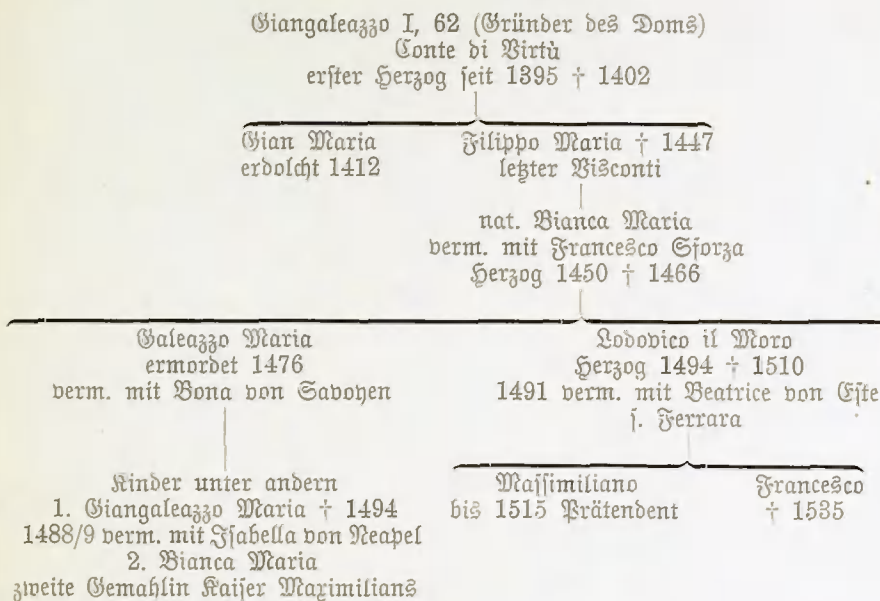 Giangaleazzo I, 62 (Gründer des Doms)
Conte di Virtù
erster Herzog seit 1395 † 1402
Gian Maria
erdolcht 1412
Filippo Maria † 1447
letzter Visconti
nat. Bianca Maria
verm. mit Francesco Sforza
Herzog 1450 † 1466
Galeazzo Maria
ermordet 1476
verm. mit Bona von Savoyen
Lodovico il Moro
Herzog 1494 † 1510
1491 verm. mit Beatrice von Este
s. Ferrara
Kinder unter andern
1. Giangaleazzo Maria † 1494
1488/9 verm. mit Isabella von Neapel
2. Bianca Maria
zweite Gemahlin Kaiser Maximilians
Massimiliano
bis 1515 Prätendent
Francesco
† 1535